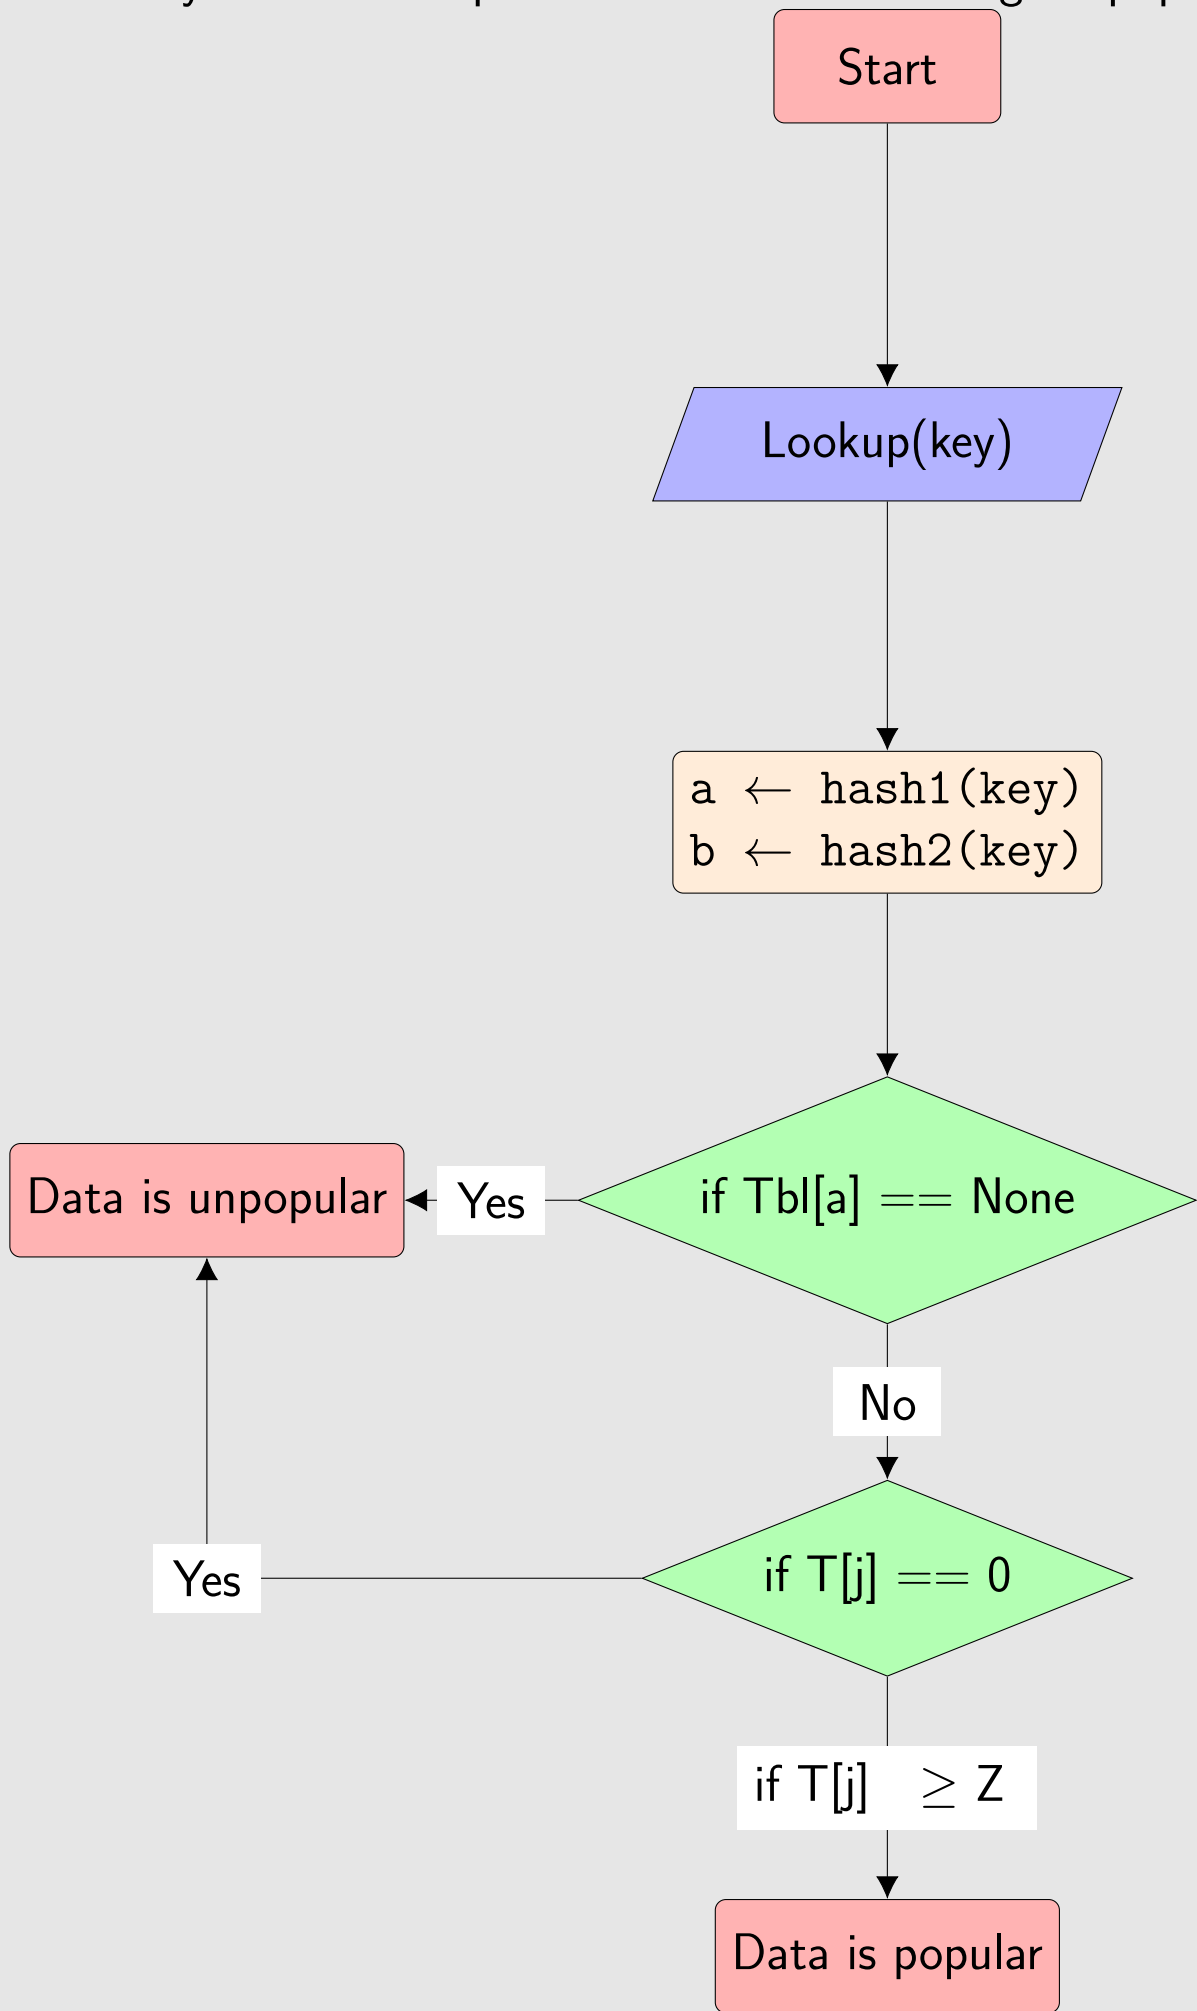 Start
Lookup(key)
a ← hash1(key)
b ← hash2(key)
if Tbl[a] == None
Yes
Data is unpopular
No
if T[j] == 0
Yes
if T[j] ≥ Z
Data is popular